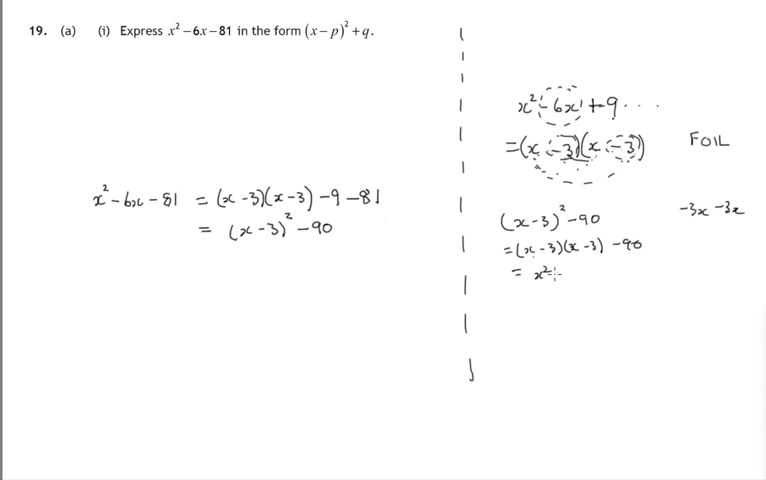 19. (a) (i) Express x² – 6x – 81 in the form (x – p)² + q.
x² - 6x - 81 = (x - 3)(x - 3) - 9 - 81
= (x - 3)² - 90
x² - 6x + 9 . . .
= (x - 3)(x - 3) FOIL
-3x -3x
(x - 3)² - 90
= (x - 3)(x - 3) - 90
= x² -